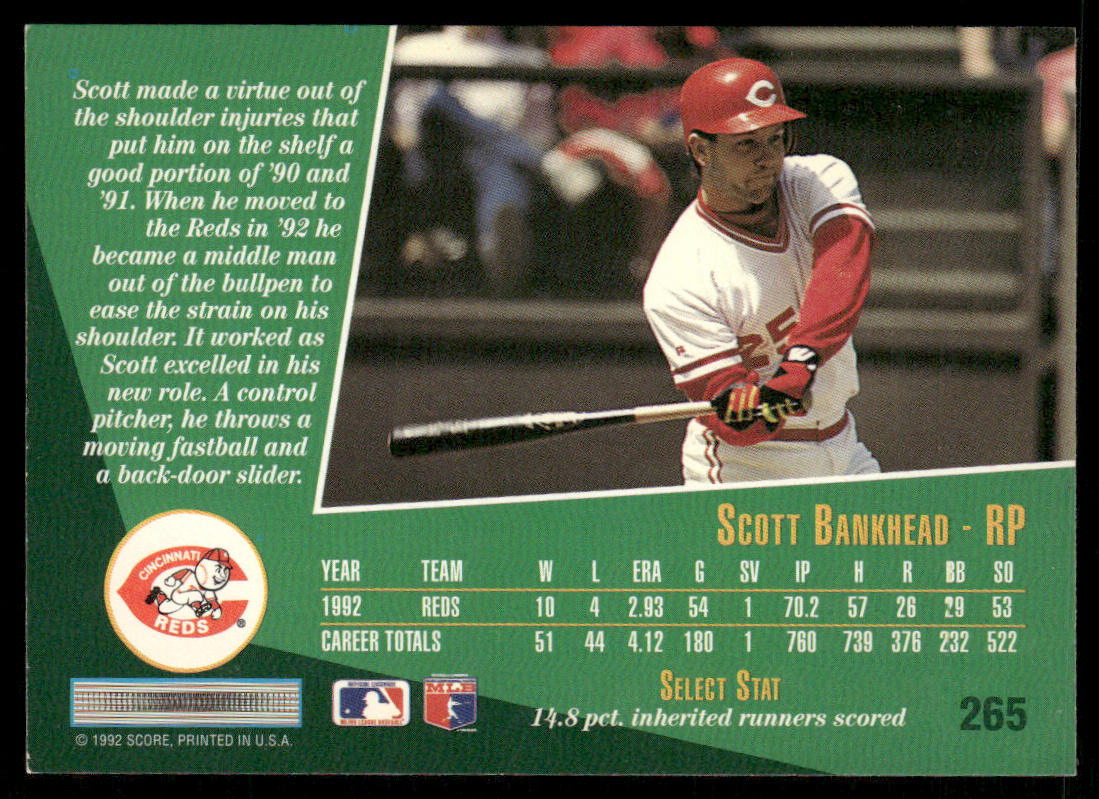 Scott made a virtue out of
the shoulder injuries that
put him on the shelf a
good portion of '90 and
'91. When he moved to
the Reds in '92 he
became a middle man
out of the bullpen to
ease the strain on his
shoulder. It worked as
Scott excelled in his
new role. A control
pitcher, he throws a
moving fastball and
a back-door slider.
C
SCOTT BANKHEAD - RP
YEAR TEAM W L ERA G SV IP H R BB SO
1992 REDS 10 4 2.93 54 1 70.2 57 26 29 53
CAREER TOTALS 51 44 4.12 180 1 760 739 376 232 522
CINCINNATI
REDS
®
SELECT STAT
14.8 pct. inherited runners scored
265
MAJOR LEAGUE BASEBALL
MLB
© 1992 SCORE, PRINTED IN U.S.A.